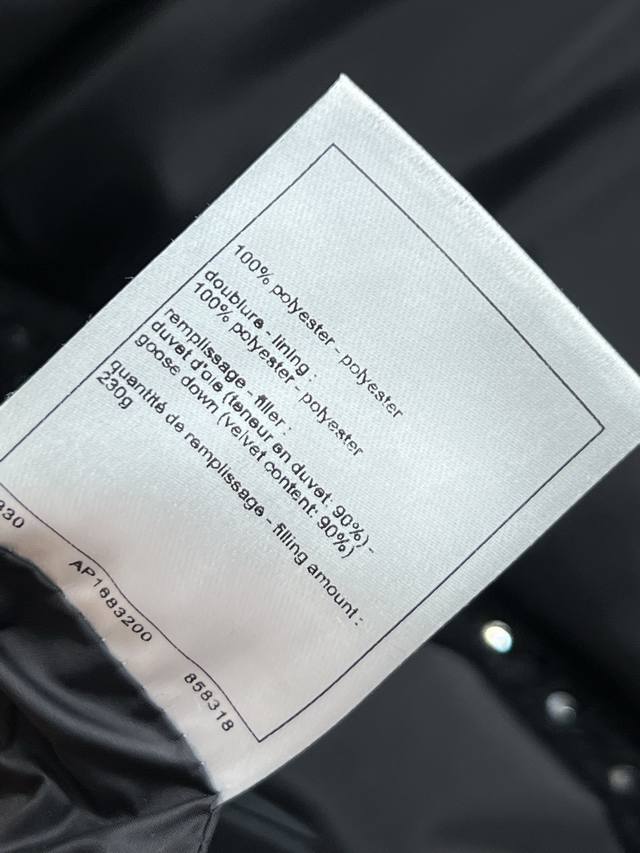 100% polyester - polyester
doublure - lining :
100% polyester - polyester
remplissage - filler :
duvet d'oie (teneur en duvet: 90%) -
goose down (velvet content: 90%)
quantité de remplissage - filling amount :
230g
AP1683200
858318